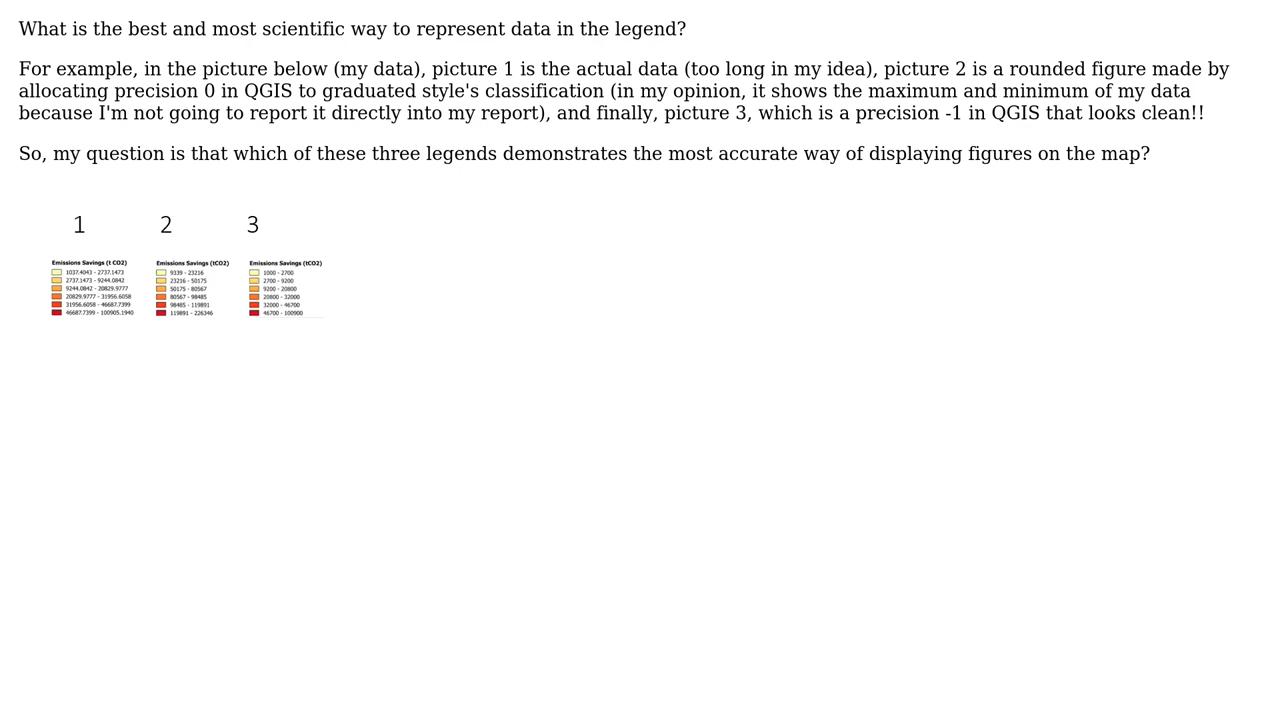 What is the best and most scientific way to represent data in the legend?
For example, in the picture below (my data), picture 1 is the actual data (too long in my idea), picture 2 is a rounded figure made by
allocating precision 0 in QGIS to graduated style's classification (in my opinion, it shows the maximum and minimum of my data
because I'm not going to report it directly into my report), and finally, picture 3, which is a precision -1 in QGIS that looks clean!!
So, my question is that which of these three legends demonstrates the most accurate way of displaying figures on the map?
1 2 3
Emissions Savings (t CO2)
1037.4043 - 2737.1473
2737.1473 - 9244.0842
9244.0842 - 20829.9777
20829.9777 - 31956.6058
31956.6058 - 46687.7399
46687.7399 - 100905.1940
Emissions Savings (tCO2)
9339 - 23216
23216 - 50175
50175 - 80567
80567 - 98485
98485 - 119891
119891 - 226346
Emissions Savings (tCO2)
1000 - 2700
2700 - 9200
9200 - 20800
20800 - 32000
32000 - 46700
46700 - 100900